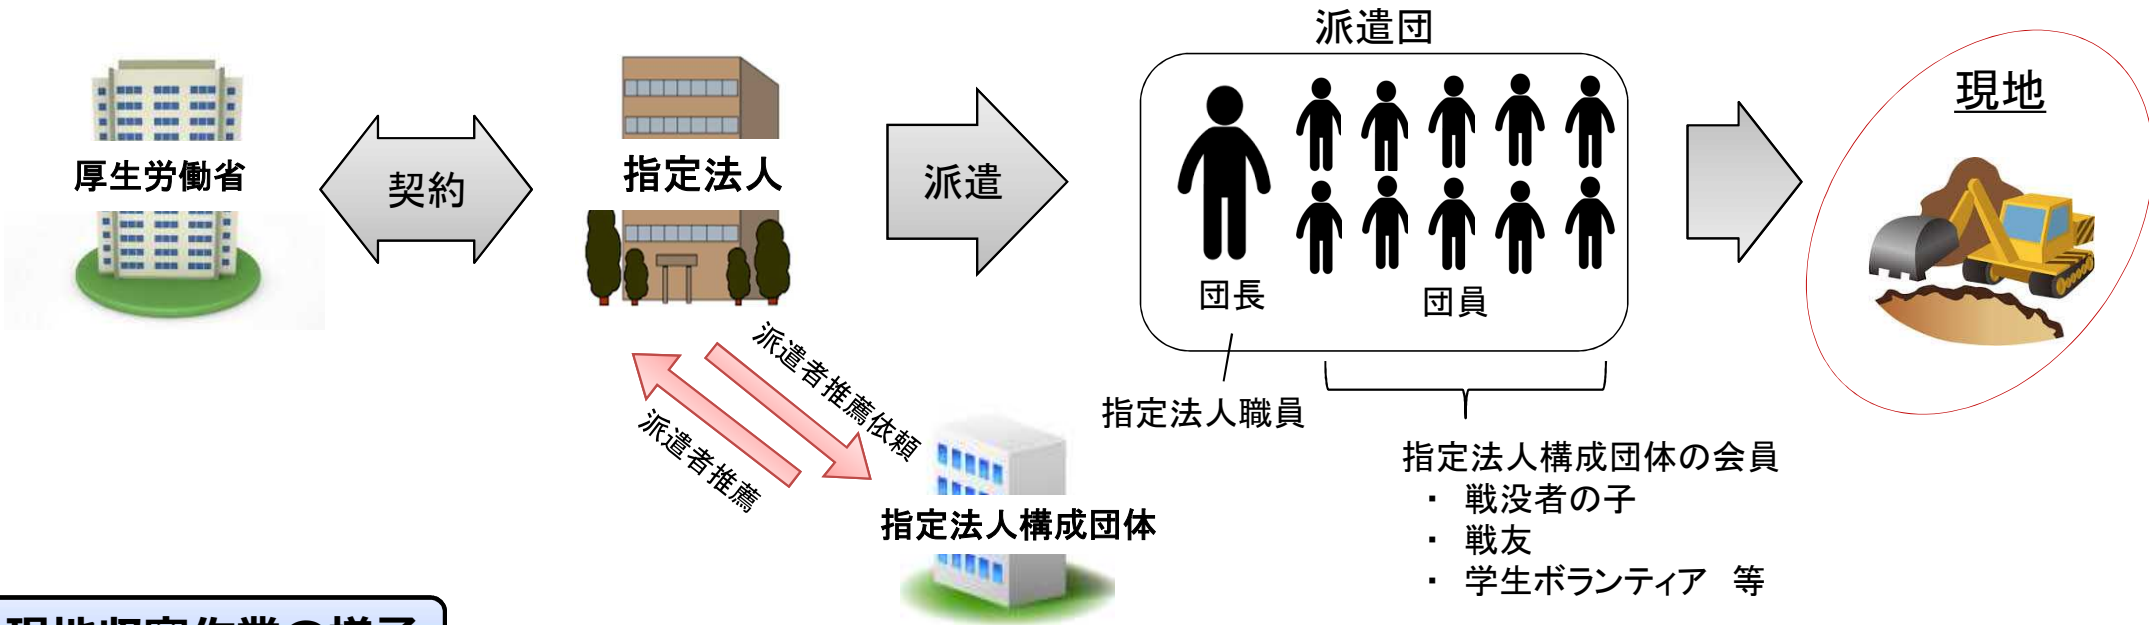 派遣団
現地
厚生労働省
契約
指定法人
派遣
団長
団員
派遣者推薦依頼
派遣者推薦
指定法人職員
指定法人構成団体の会員
・ 戦没者の子
・ 戦友
・ 学生ボランティア 等
指定法人構成団体